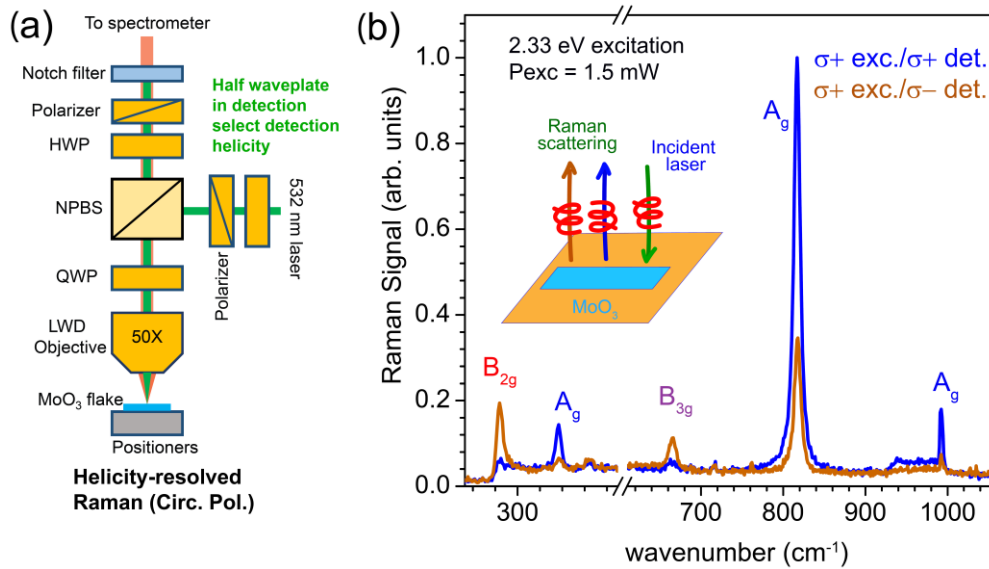 (a)
To spectrometer
Notch filter
Polarizer
HWP
NPBS
QWP
LWD
Objective
50X
MoO₃ flake
Positioners
Half waveplate
in detection
select detection
helicity
Polarizer
532 nm laser
Helicity-resolved
Raman (Circ. Pol.)
(b)
2.33 eV excitation
Pexc = 1.5 mW
σ+ exc./σ+ det.
σ+ exc./σ− det.
Raman
scattering
Incident
laser
MoO₃
B₂g
Ag
B₃g
Ag
Ag
Raman Signal (arb. units)
1.0
0.8
0.6
0.4
0.2
0.0
300
700
800
900
1000
wavenumber (cm⁻¹)